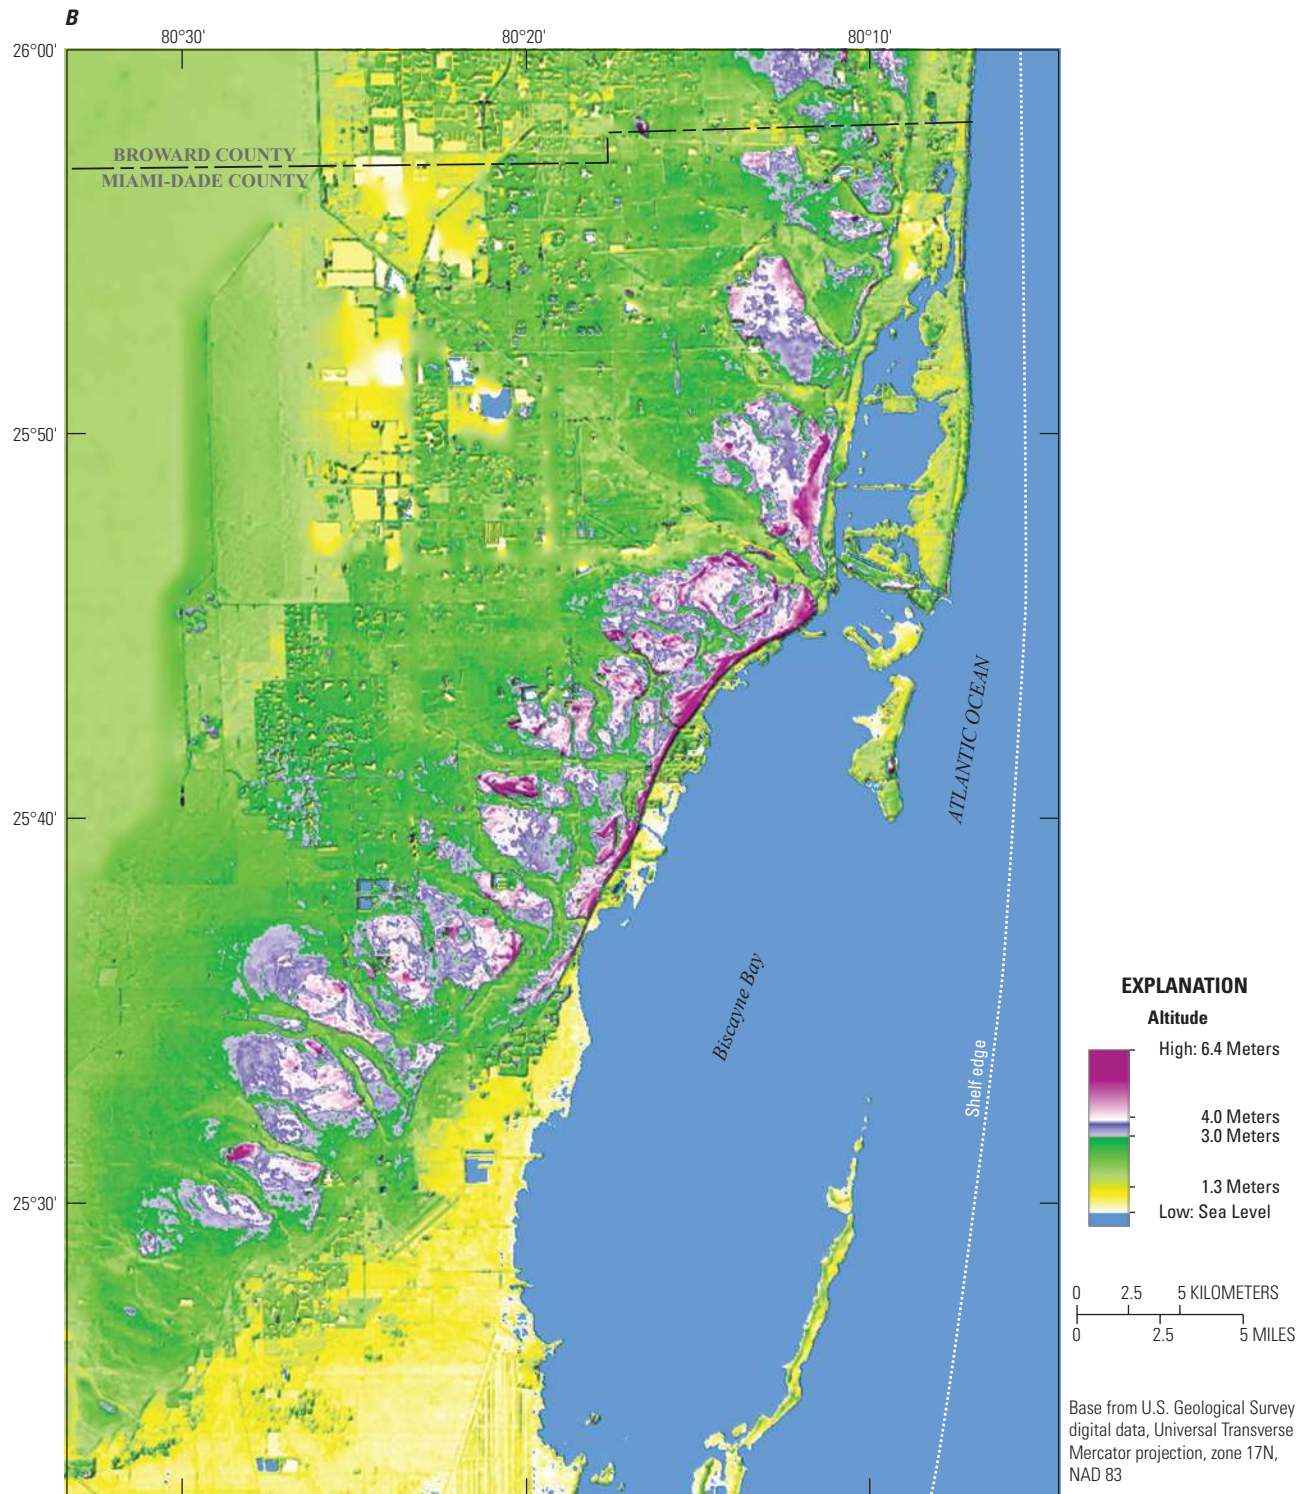 B
80°30'
80°20'
80°10'
26°00'
BROWARD COUNTY
MIAMI-DADE COUNTY
25°50'
ATLANTIC OCEAN
25°40'
Biscayne Bay
Shelf edge
25°30'
EXPLANATION
Altitude
High: 6.4 Meters
4.0 Meters
3.0 Meters
1.3 Meters
Low: Sea Level
0 2.5 5 KILOMETERS
0 2.5 5 MILES
Base from U.S. Geological Survey
digital data, Universal Transverse
Mercator projection, zone 17N,
NAD 83